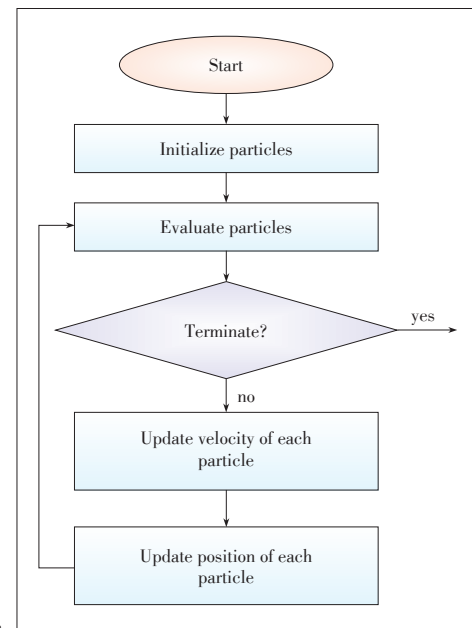 Start
Initialize particles
Evaluate particles
Terminate?
yes
no
Update velocity of each
particle
Update position of each
particle